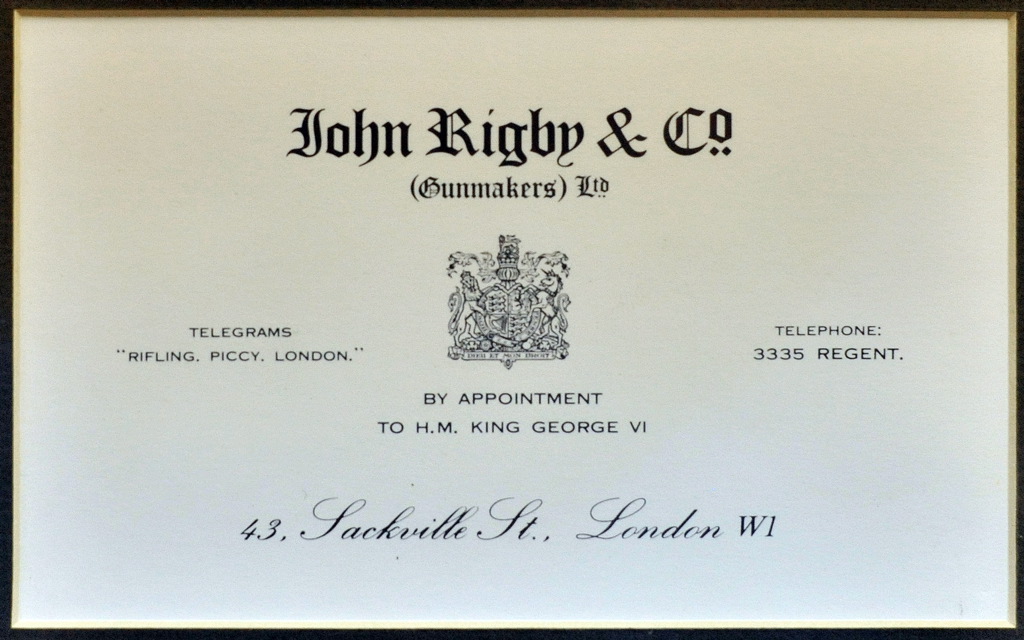 John Rigby & Co
(Gunmakers) Ltd
TELEGRAMS
"RIFLING. PICCY. LONDON."
TELEPHONE:
3335 REGENT.
DIEU ET MON DROIT
BY APPOINTMENT
TO H.M. KING GEORGE VI
43, Sackville St., London W1